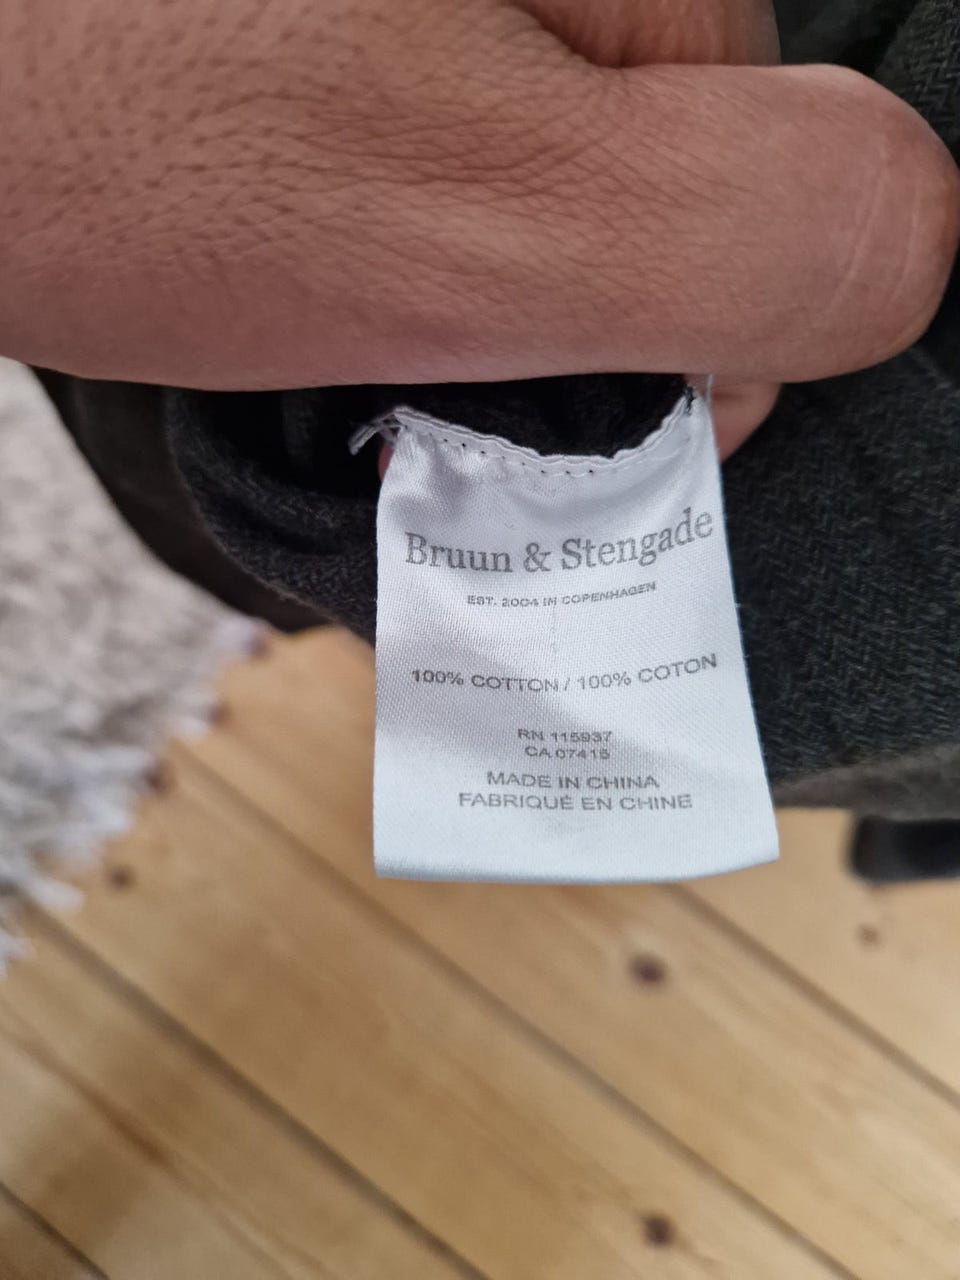 Bruun & Stengade
EST. 2004 IN COPENHAGEN
100% COTTON / 100% COTON
RN 115937
CA 07415
MADE IN CHINA
FABRIQUÉ EN CHINE